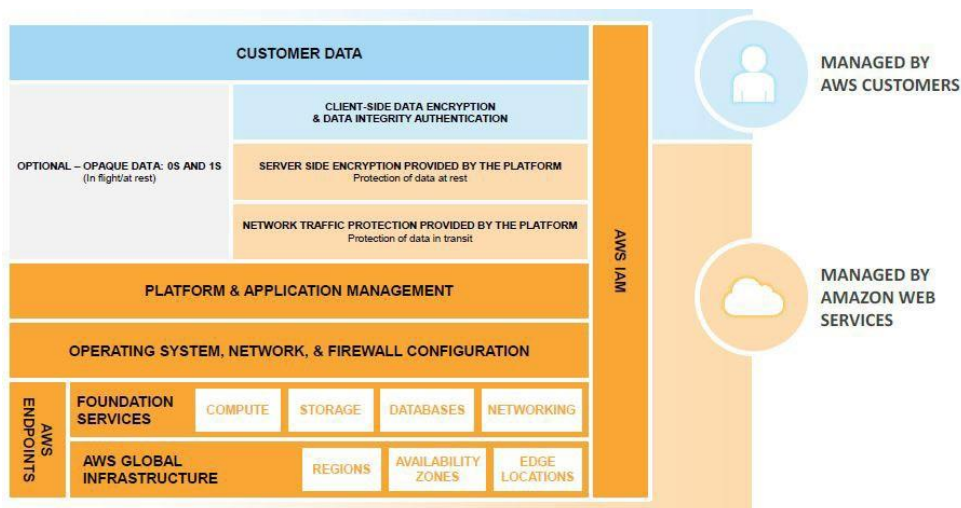 CUSTOMER DATA
OPTIONAL – OPAQUE DATA: 0S AND 1S
(In flight/at rest)
CLIENT-SIDE DATA ENCRYPTION
& DATA INTEGRITY AUTHENTICATION
SERVER SIDE ENCRYPTION PROVIDED BY THE PLATFORM
Protection of data at rest
NETWORK TRAFFIC PROTECTION PROVIDED BY THE PLATFORM
Protection of data in transit
PLATFORM & APPLICATION MANAGEMENT
OPERATING SYSTEM, NETWORK, & FIREWALL CONFIGURATION
AWS
ENDPOINTS
FOUNDATION
SERVICES
COMPUTE
STORAGE
DATABASES
NETWORKING
AWS GLOBAL
INFRASTRUCTURE
REGIONS
AVAILABILITY
ZONES
EDGE
LOCATIONS
AWS IAM
MANAGED BY
AWS CUSTOMERS
MANAGED BY
AMAZON WEB
SERVICES